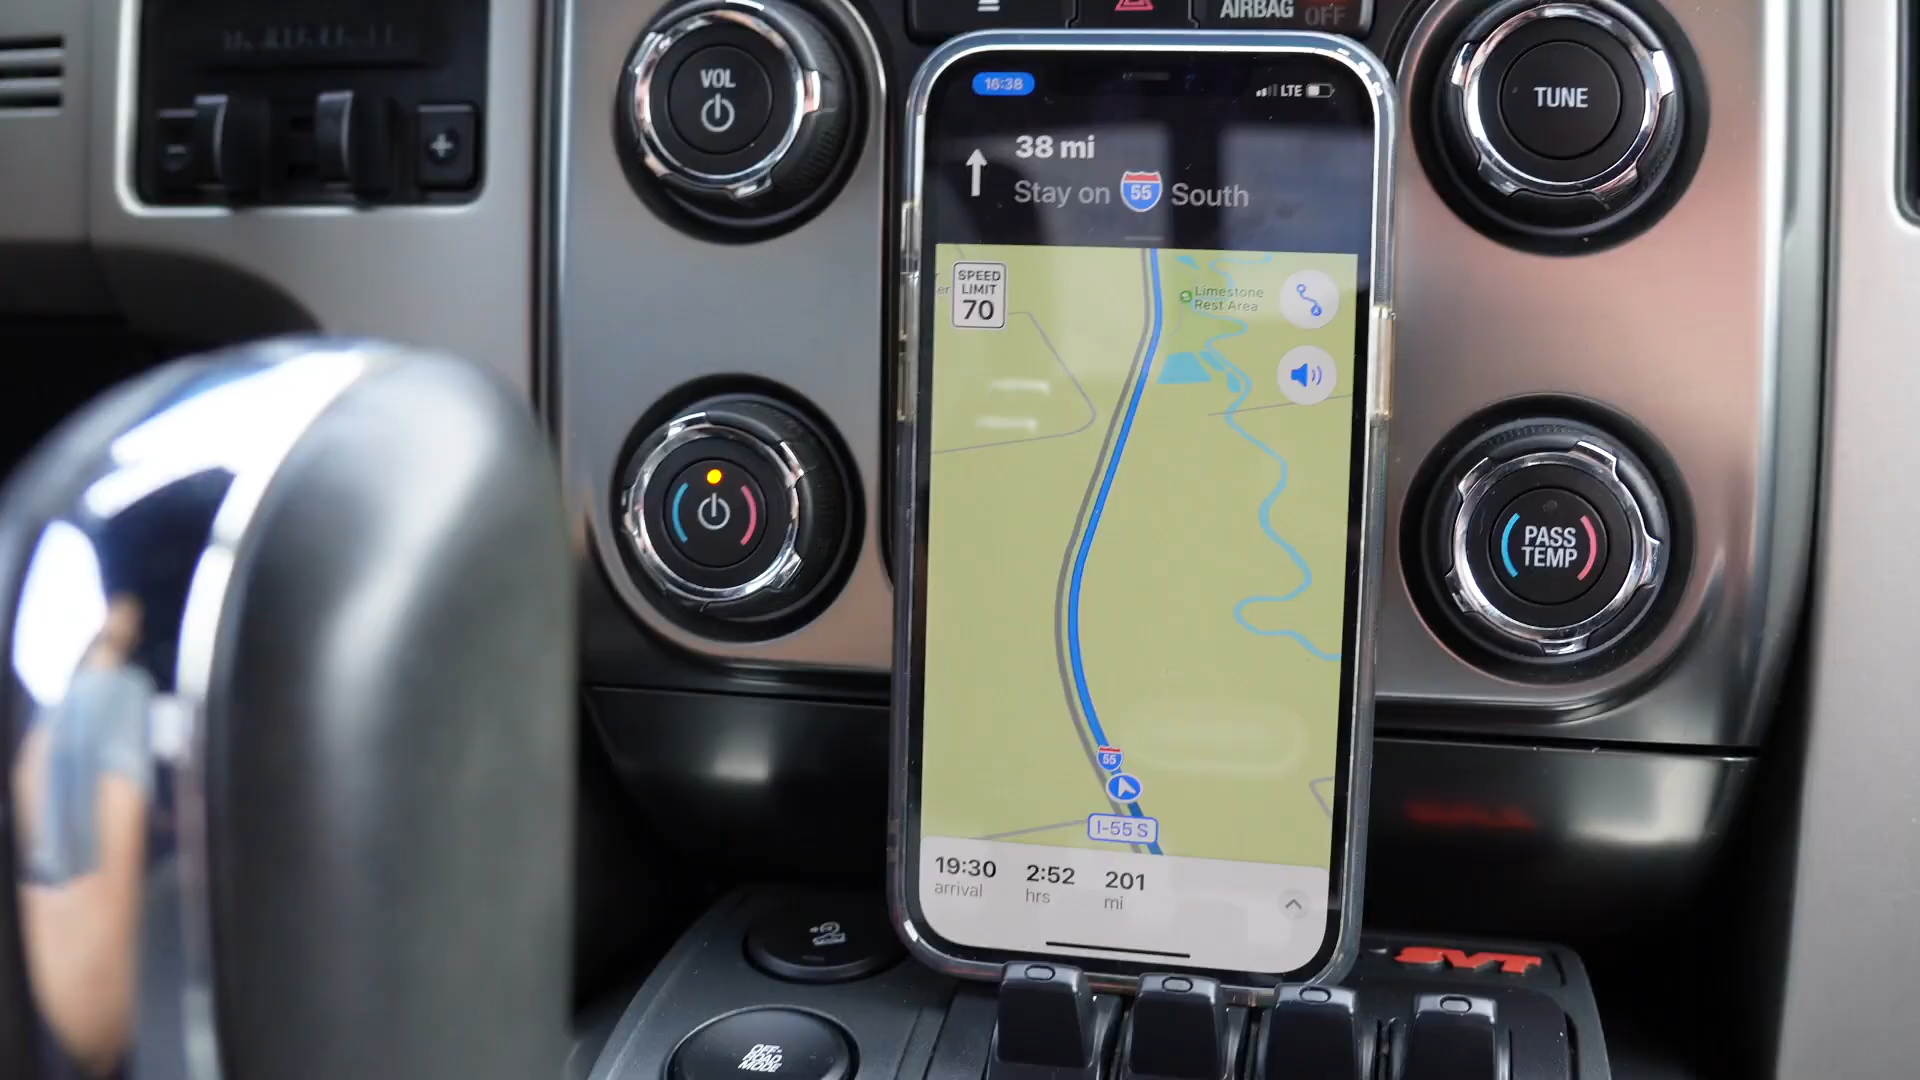 AIRBAG OFF
VOL
TUNE
16:38
LTE
38 mi
Stay on 55 South
SPEED
LIMIT
70
Limestone
Rest Area
er
PASS
TEMP
55
I-55 S
19:30
arrival
2:52
hrs
201
mi
SVT
OFF-
ROAD
MODE